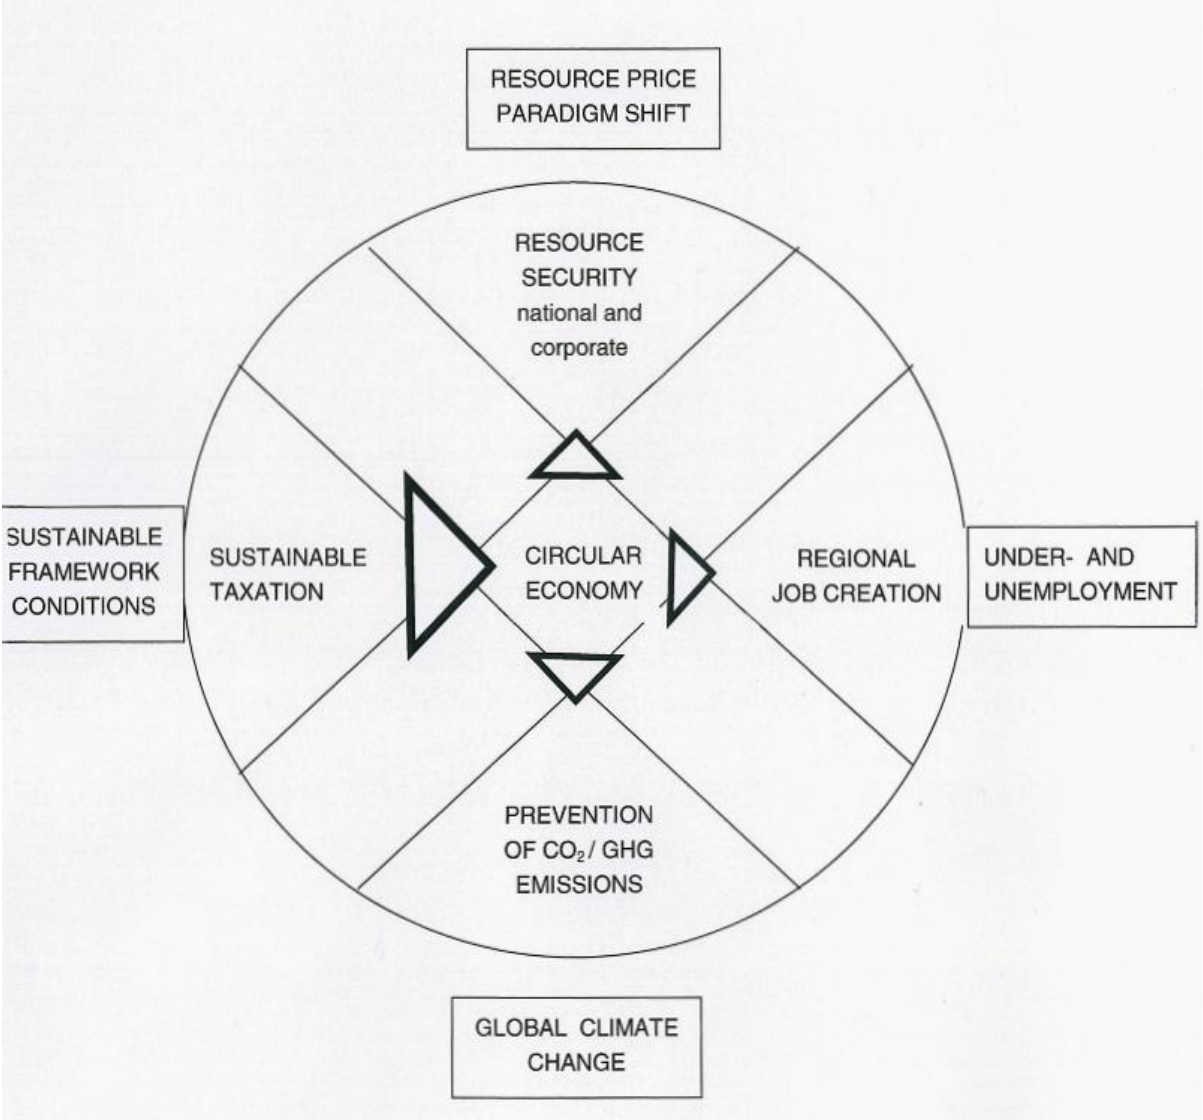 RESOURCE PRICE
PARADIGM SHIFT
RESOURCE
SECURITY
national and
corporate
SUSTAINABLE
FRAMEWORK
CONDITIONS
SUSTAINABLE
TAXATION
CIRCULAR
ECONOMY
REGIONAL
JOB CREATION
UNDER- AND
UNEMPLOYMENT
PREVENTION
OF CO₂ / GHG
EMISSIONS
GLOBAL CLIMATE
CHANGE